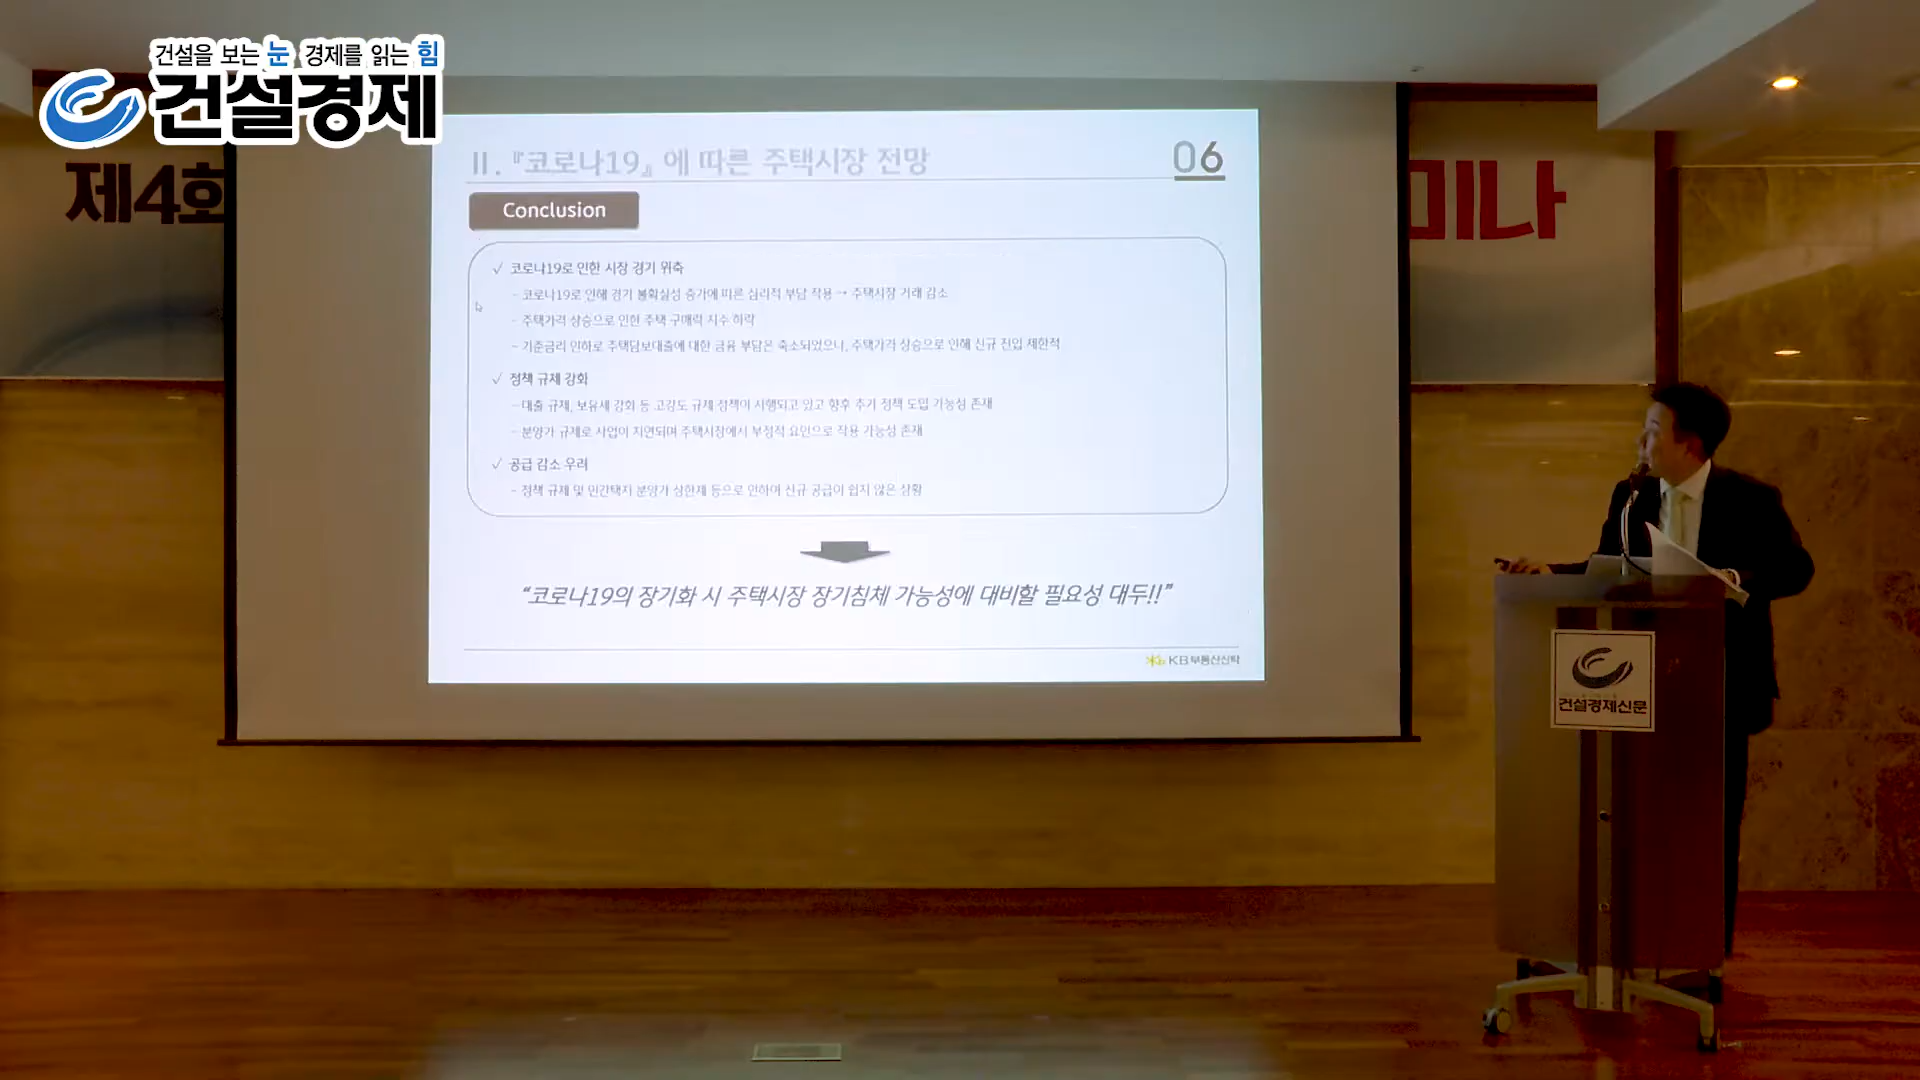 건설을 보는 눈 경제를 읽는 힘
건설경제
제4회
미나
Ⅱ. 『코로나19』에 따른 주택시장 전망
06
Conclusion
✓ 코로나19로 인한 시장 경기 위축
- 코로나19로 인해 경기 불확실성 증가에 따른 심리적 부담 작용 → 주택시장 거래 감소
- 주택가격 상승으로 인한 주택 구매력 지수 하락
- 기준금리 인하로 주택담보대출에 대한 금융 부담은 축소되었으나, 주택가격 상승으로 인해 신규 진입 제한적
✓ 정책 규제 강화
- 대출 규제, 보유세 강화 등 고강도 규제 정책이 시행되고 있고 향후 추가 정책 도입 가능성 존재
- 분양가 규제로 사업이 지연되며 주택시장에서 부정적 요인으로 작용 가능성 존재
✓ 공급 감소 우려
- 정책 규제 및 민간택지 분양가 상한제 등으로 인하여 신규 공급이 쉽지 않은 상황
“코로나19의 장기화 시 주택시장 장기침체 가능성에 대비할 필요성 대두!!”
KB부동산신탁
건설경제신문